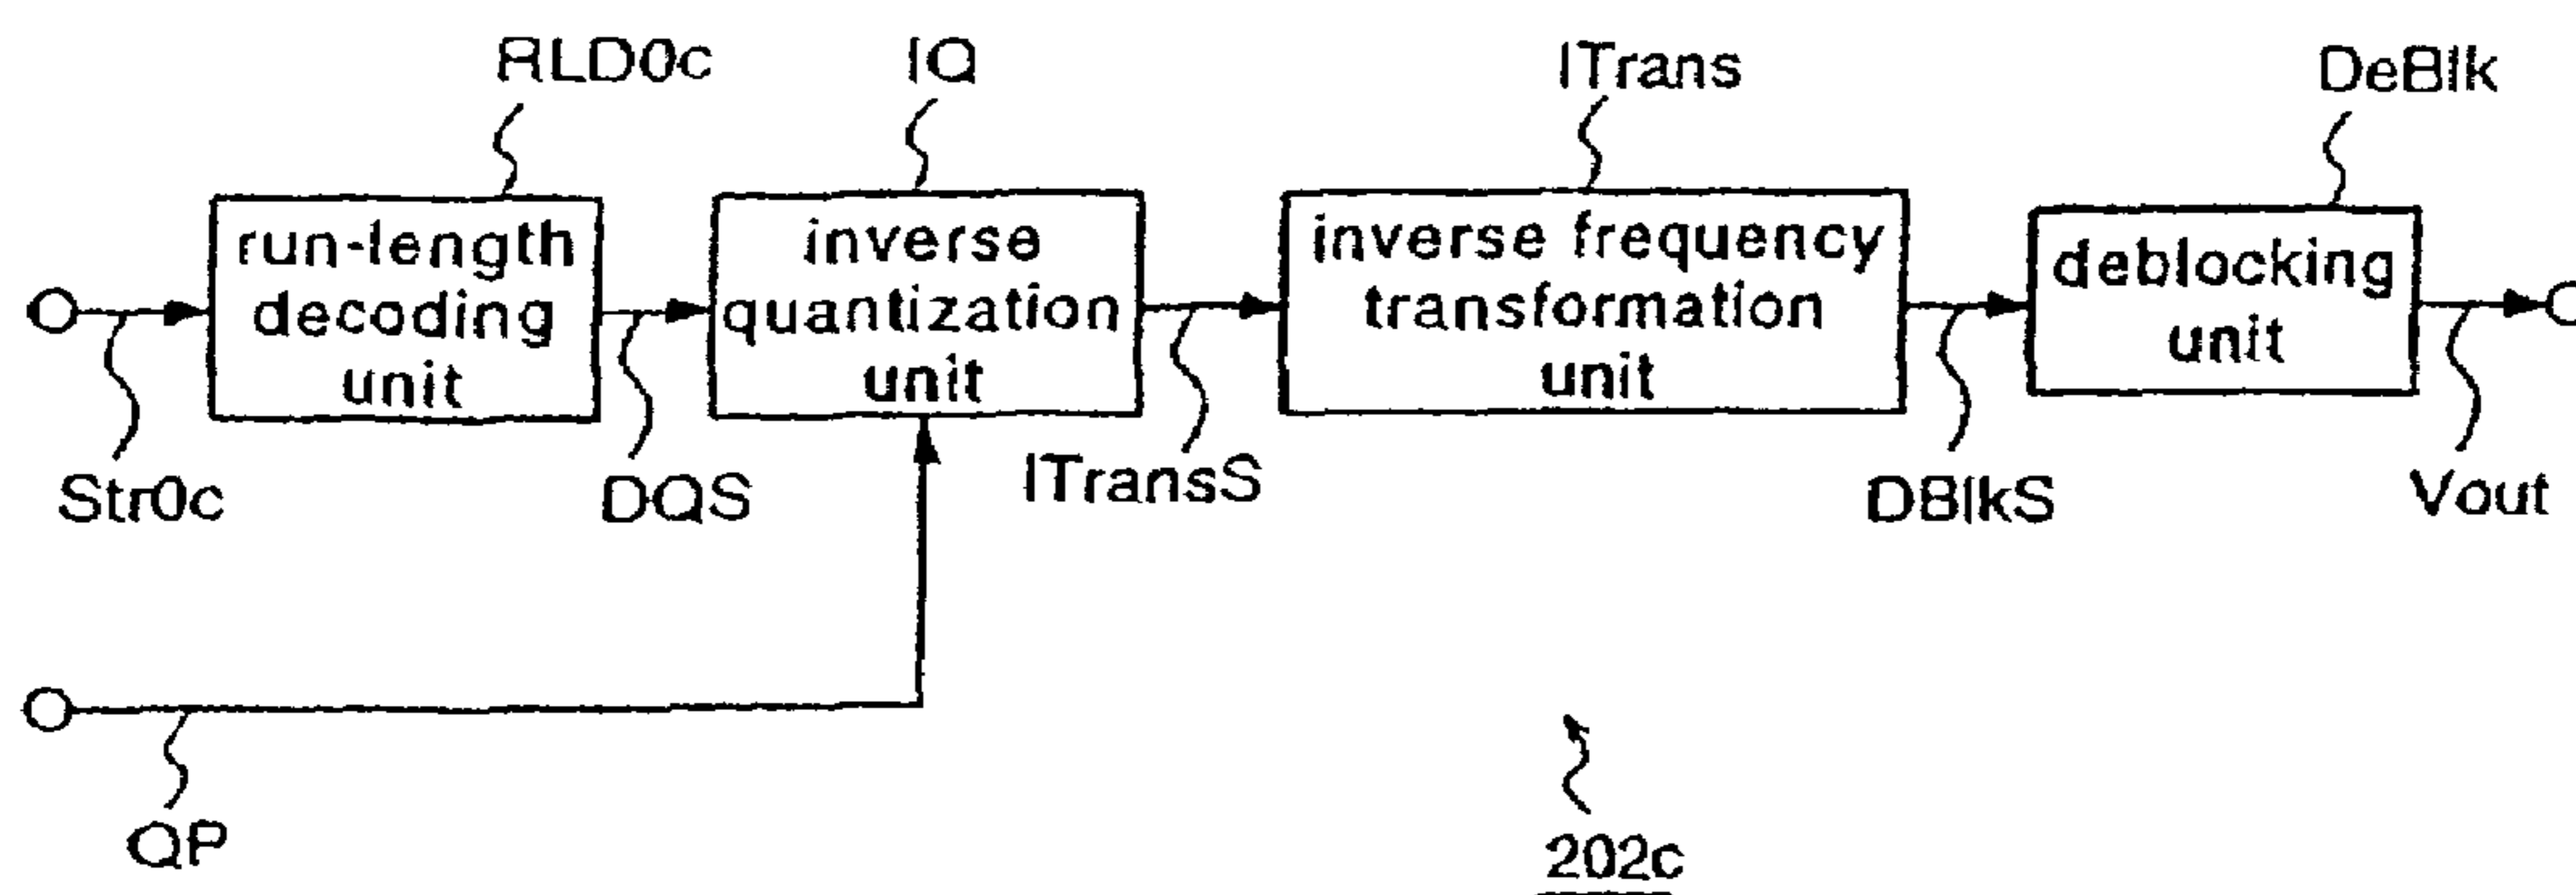 RLD0c
IQ
ITrans
DeBlk
run-length
decoding
unit
inverse
quantization
unit
inverse frequency
transformation
unit
deblocking
unit
Str0c
DQS
ITransS
DBlkS
Vout
QP
202c